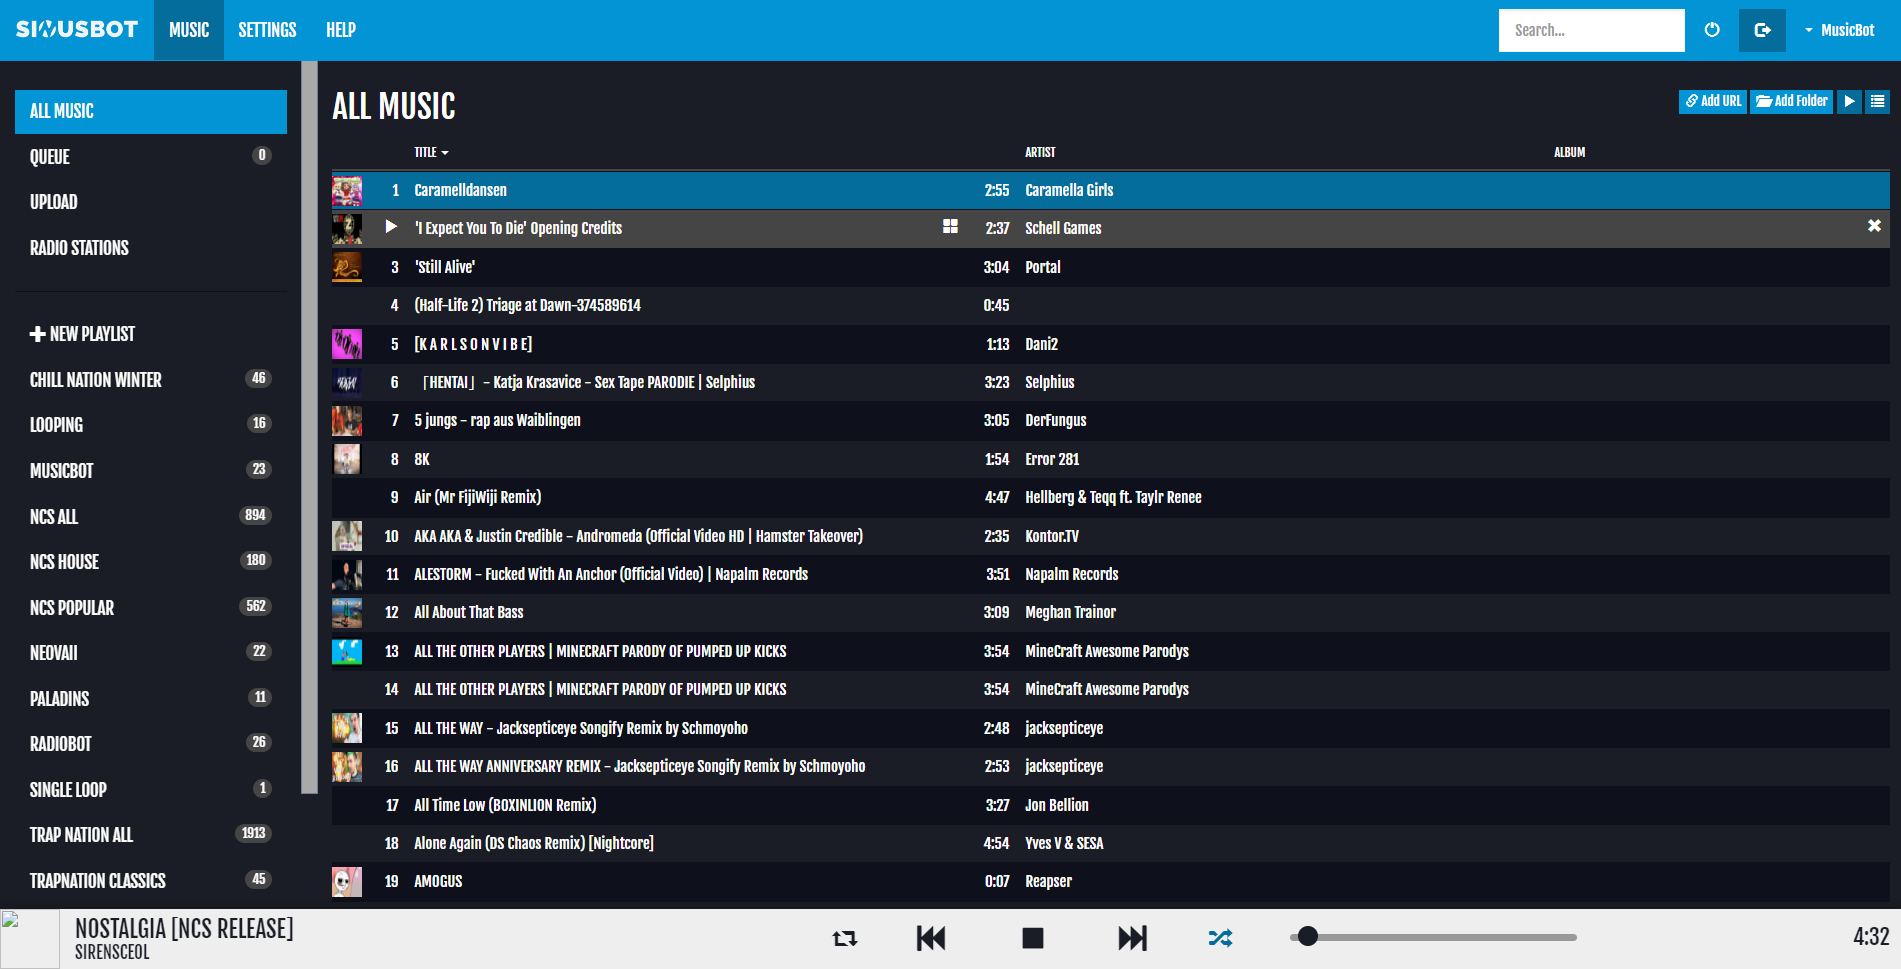 SINUSBOT MUSIC SETTINGS HELP Search... MusicBot
ALL MUSIC
QUEUE 0
UPLOAD
RADIO STATIONS
NEW PLAYLIST
CHILL NATION WINTER 46
LOOPING 16
MUSICBOT 23
NCS ALL 894
NCS HOUSE 180
NCS POPULAR 562
NEOVAII 22
PALADINS 11
RADIOBOT 26
SINGLE LOOP 1
TRAP NATION ALL 1913
TRAPNATION CLASSICS 45
ALL MUSIC Add URL Add Folder
TITLE ARTIST ALBUM
1 Caramelldansen 2:55 Caramella Girls
'I Expect You To Die' Opening Credits 2:37 Schell Games
3 'Still Alive' 3:04 Portal
4 (Half-Life 2) Triage at Dawn-374589614 0:45
5 [K A R L S O N V I B E] 1:13 Dani2
6 「HENTAI」 - Katja Krasavice - Sex Tape PARODIE | Selphius 3:23 Selphius
7 5 jungs - rap aus Waiblingen 3:05 DerFungus
8 8K 1:54 Error 281
9 Air (Mr FijiWiji Remix) 4:47 Hellberg & Teqq ft. Taylr Renee
10 AKA AKA & Justin Credible - Andromeda (Official Video HD | Hamster Takeover) 2:35 Kontor.TV
11 ALESTORM - Fucked With An Anchor (Official Video) | Napalm Records 3:51 Napalm Records
12 All About That Bass 3:09 Meghan Trainor
13 ALL THE OTHER PLAYERS | MINECRAFT PARODY OF PUMPED UP KICKS 3:54 MineCraft Awesome Parodys
14 ALL THE OTHER PLAYERS | MINECRAFT PARODY OF PUMPED UP KICKS 3:54 MineCraft Awesome Parodys
15 ALL THE WAY - Jacksepticeye Songify Remix by Schmoyoho 2:48 jacksepticeye
16 ALL THE WAY ANNIVERSARY REMIX - Jacksepticeye Songify Remix by Schmoyoho 2:53 jacksepticeye
17 All Time Low (BOXINLION Remix) 3:27 Jon Bellion
18 Alone Again (DS Chaos Remix) [Nightcore] 4:54 Yves V & SESA
19 AMOGUS 0:07 Reapser
NOSTALGIA [NCS RELEASE]
SIRENSCEOL
4:32